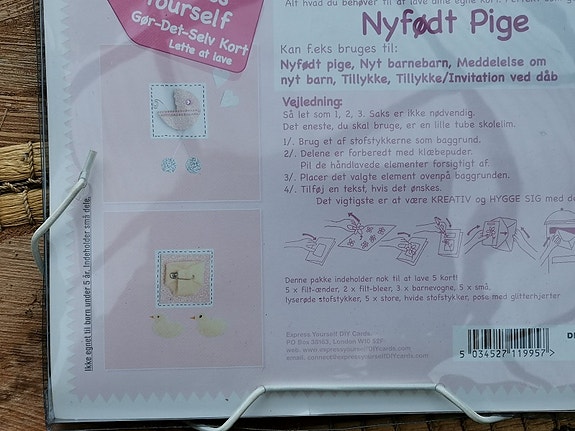 Yourself
Gør-Det-Selv Kort
Lette at lave
Nyfødt Pige
Kan f.eks bruges til:
Nyfødt pige, Nyt barnebarn, Meddelelse om
nyt barn, Tillykke, Tillykke/Invitation ved dåb
Vejledning:
Så let som 1, 2, 3. Saks er ikke nødvendig.
Det eneste, du skal bruge, er en lille tube skolelim.
1/. Brug et af stofstykkerne som baggrund.
2/. Delene er forberedt med klæbepuder.
Pil de håndlavede elementer forsigtigt af.
3/. Placer det valgte element ovenpå baggrunden.
4/. Tilføj en tekst, hvis det ønskes.
Det vigtigste er at være KREATIV og HYGGE SIG med de
Denne pakke indeholder nok til at lave 5 kort!
5 x filt-ænder, 2 x filt-bleer, 3 x barnevogne, 5 x små,
lyserøde stofstykker, 5 x store, hvide stofstykker, pose med glitterhjerter
Ikke egnet til børn under 5 år. Indeholder små dele.
Express Yourself DIY Cards.
PO Box 30163, London W10
5 034527 119957 >